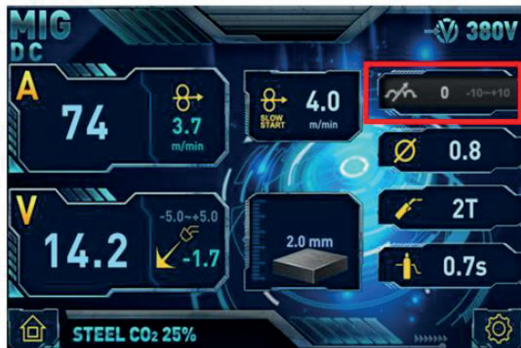 MIG
DC
380V
A
74
3.7
m/min
SLOW
START
4.0
m/min
0 -10~+10
0.8
V
14.2
-5.0~+5.0
-1.7
2.0 mm
2T
0.7s
STEEL CO₂ 25%